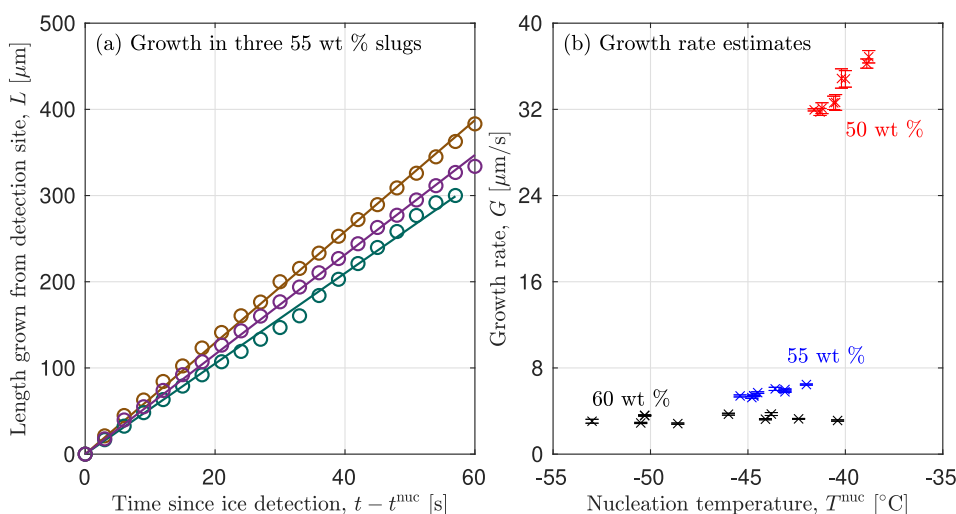 (a) Growth in three 55 wt % slugs
500
400
300
200
100
0
0
20
40
60
Length grown from detection site, L [μm]
Time since ice detection, t − t^nuc [s]
(b) Growth rate estimates
40
32
24
16
8
0
-55
-50
-45
-40
-35
50 wt %
55 wt %
60 wt %
Growth rate, G [μm/s]
Nucleation temperature, T^nuc [°C]